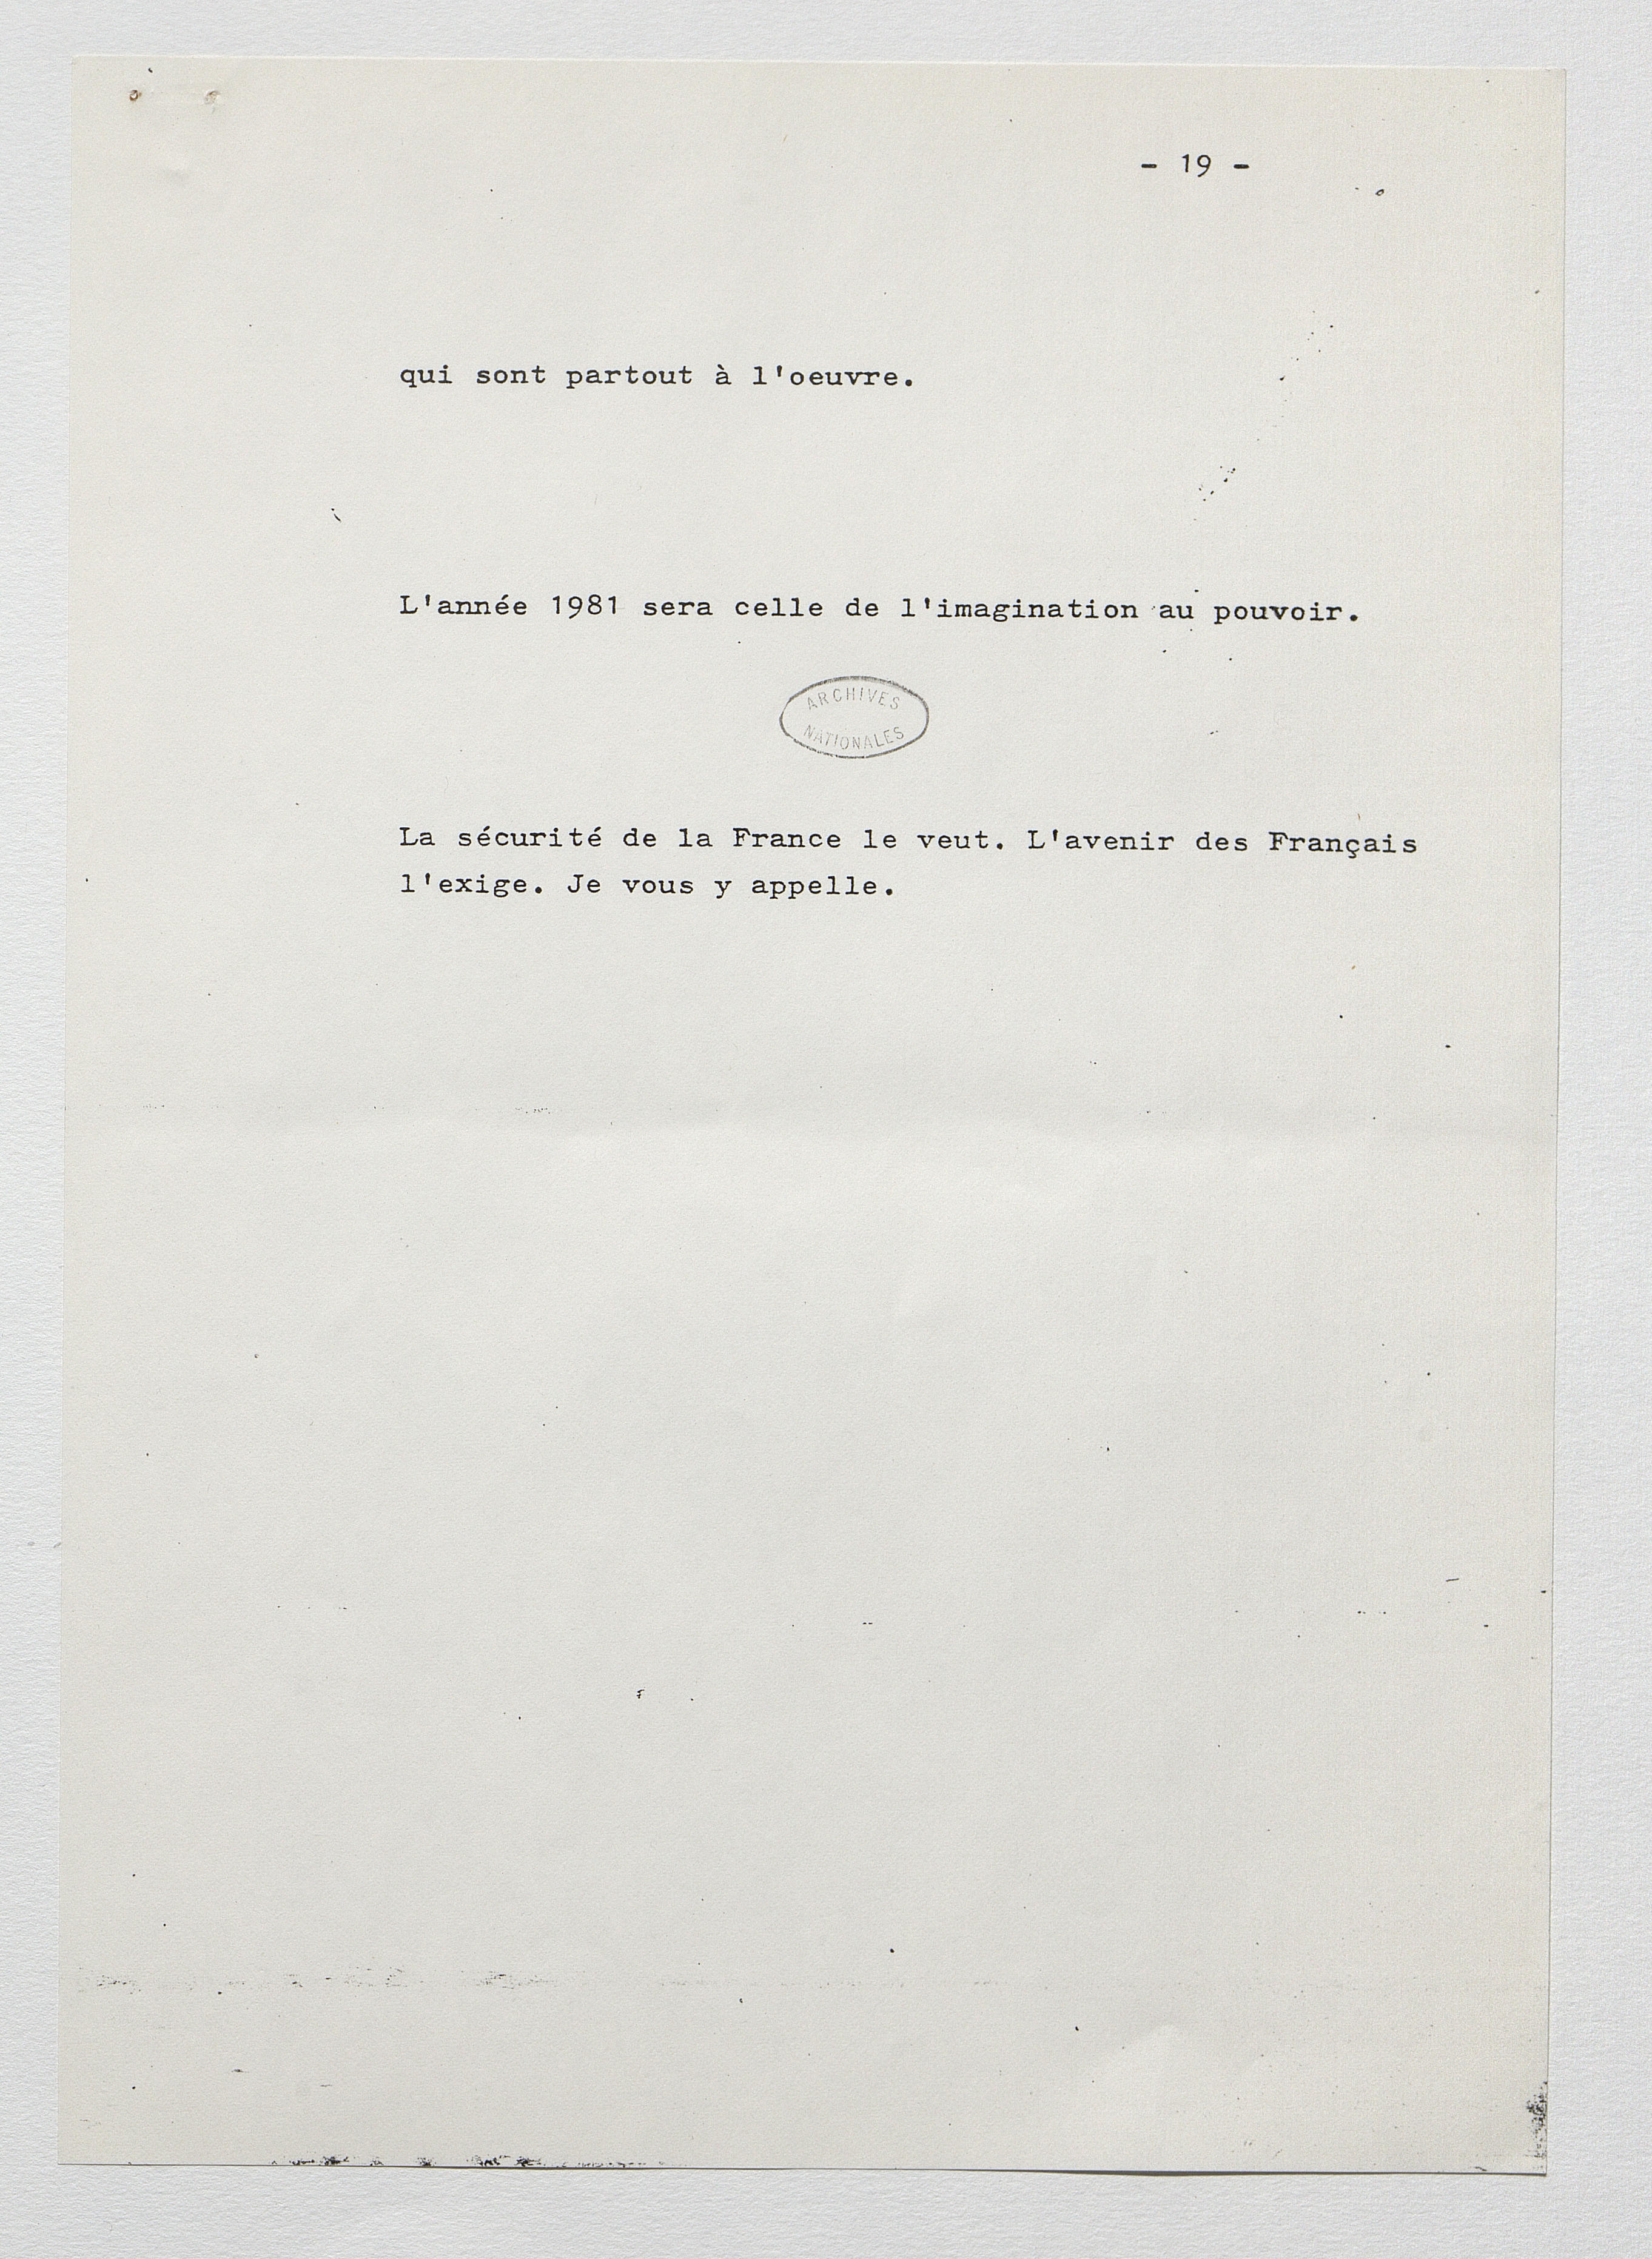 - 19 -
qui sont partout à l'oeuvre.
L'année 1981 sera celle de l'imagination au pouvoir.
ARCHIVES
NATIONALES
La sécurité de la France le veut. L'avenir des Français
l'exige. Je vous y appelle.